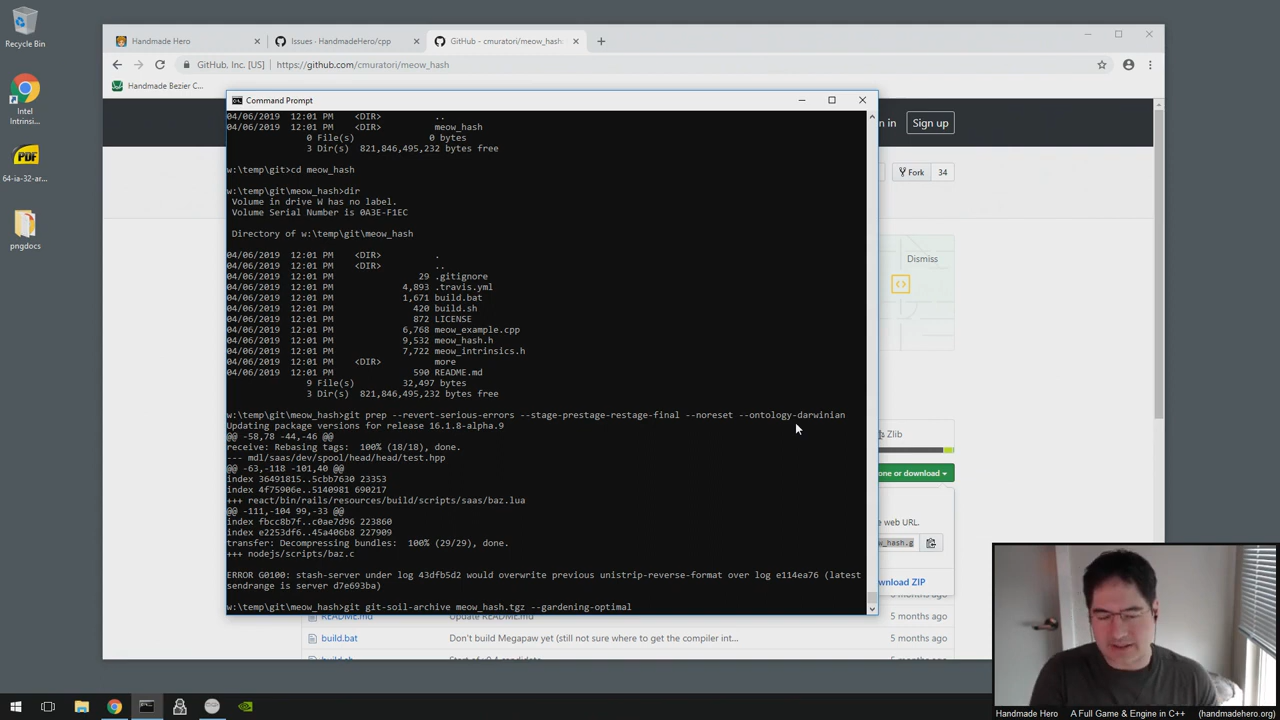 Recycle Bin
Intel Intrinsi...
PDF
64-ia-32-ar...
pngdocs
Handmade Hero
Issues · HandmadeHero/cpp
GitHub - cmuratori/meow_hash
GitHub, Inc. [US] | https://github.com/cmuratori/meow_hash
Handmade Bezier C...
n in Sign up
Fork 34
Dismiss
Zlib
one or download
e web URL.
w_hash.g
wnload ZIP
Command Prompt
04/06/2019 12:01 PM <DIR> ..
04/06/2019 12:01 PM <DIR> meow_hash
0 File(s) 0 bytes
3 Dir(s) 821,846,495,232 bytes free
w:\temp\git>cd meow_hash
w:\temp\git\meow_hash>dir
Volume in drive W has no label.
Volume Serial Number is 0A3E-F1EC
Directory of w:\temp\git\meow_hash
04/06/2019 12:01 PM <DIR> .
04/06/2019 12:01 PM <DIR> ..
04/06/2019 12:01 PM 29 .gitignore
04/06/2019 12:01 PM 4,893 .travis.yml
04/06/2019 12:01 PM 1,671 build.bat
04/06/2019 12:01 PM 420 build.sh
04/06/2019 12:01 PM 872 LICENSE
04/06/2019 12:01 PM 6,768 meow_example.cpp
04/06/2019 12:01 PM 9,532 meow_hash.h
04/06/2019 12:01 PM 7,722 meow_intrinsics.h
04/06/2019 12:01 PM <DIR> more
04/06/2019 12:01 PM 590 README.md
9 File(s) 32,497 bytes
3 Dir(s) 821,846,495,232 bytes free
w:\temp\git\meow_hash>git prep --revert-serious-errors --stage-prestage-restage-final --noreset --ontology-darwinian
Updating package versions for release 16.1.8-alpha.9
@@ -58,78 -44,-46 @@
receive: Rebasing tags: 100% (18/18), done.
--- mdl/saas/dev/spool/head/head/test.hpp
@@ -63,-118 -101,40 @@
index 36491815..5cbb7630 23353
index 4f75906e..5140981 690217
+++ react/bin/rails/resources/build/scripts/saas/baz.lua
@@ -111,-104 99,-33 @@
index fbcc8b7f..c0ae7d96 223860
index e2253df6..45a406b8 227909
transfer: Decompressing bundles: 100% (29/29), done.
+++ nodejs/scripts/baz.c
ERROR G0100: stash-server under log 43dfb5d2 would overwrite previous unistrip-reverse-format over log e114ea76 (latest
sendrange is server d7e693ba)
w:\temp\git\meow_hash>git git-soil-archive meow_hash.tgz --gardening-optimal
README.md Update README.md 5 months ago
build.bat Don't build Megapaw yet (still not sure where to get the compiler int... 5 months ago
build.sh Start of 0.4 candidate 5 months ago
Handmade Hero A Full Game & Engine in C++ (handmadehero.org)